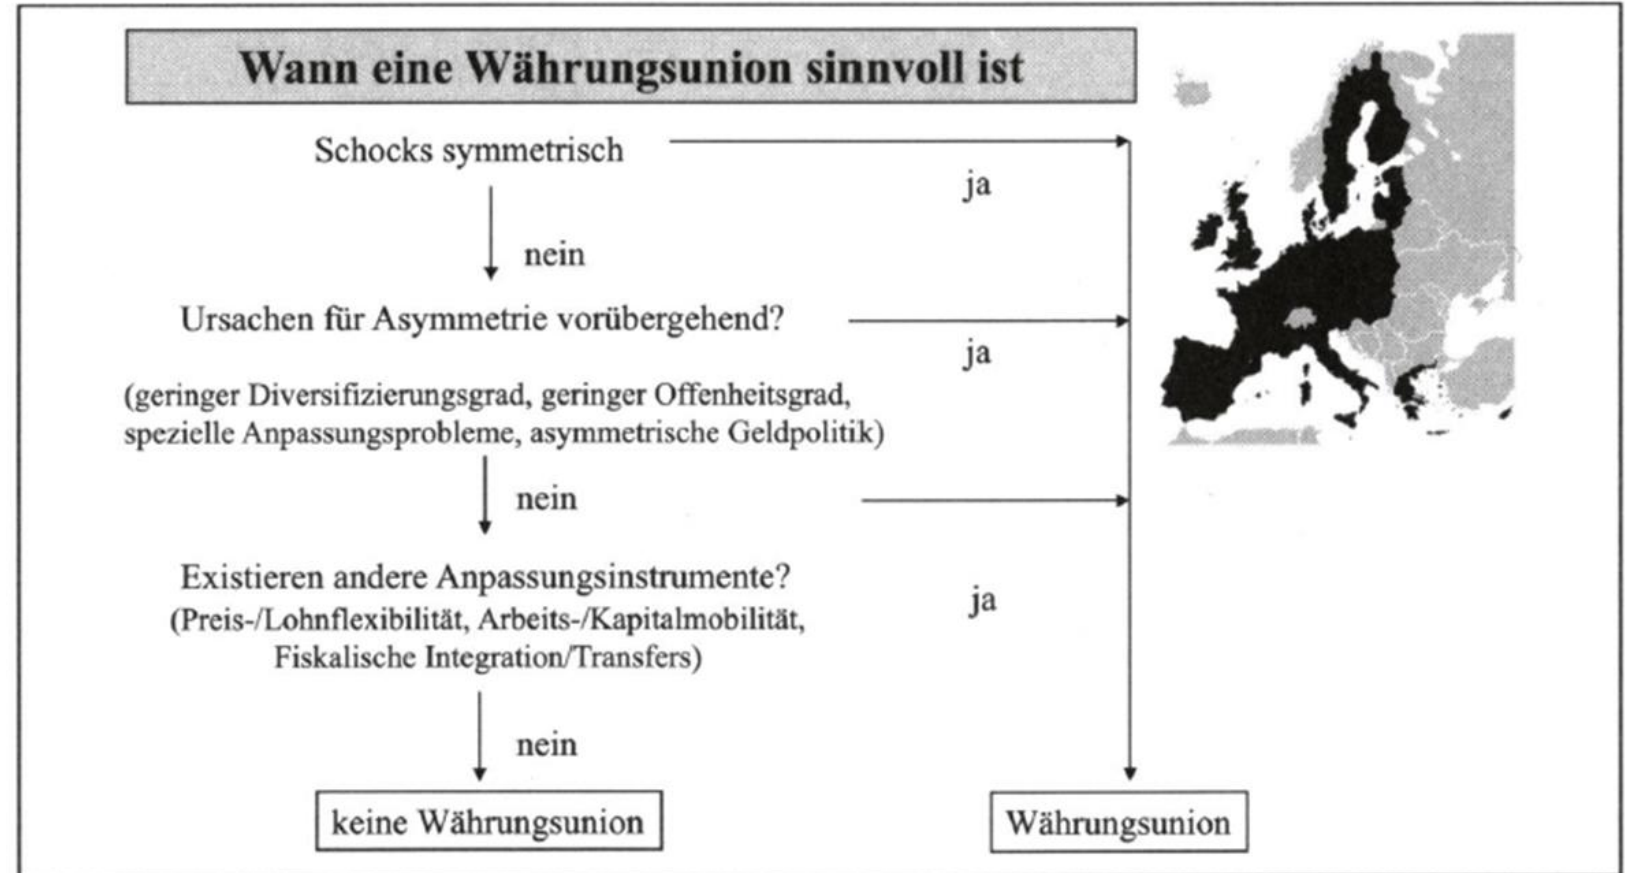 Wann eine Währungsunion sinnvoll ist
Schocks symmetrisch
ja
nein
Ursachen für Asymmetrie vorübergehend?
ja
(geringer Diversifizierungsgrad, geringer Offenheitsgrad,
spezielle Anpassungsprobleme, asymmetrische Geldpolitik)
nein
Existieren andere Anpassungsinstrumente?
ja
(Preis-/Lohnflexibilität, Arbeits-/Kapitalmobilität,
Fiskalische Integration/Transfers)
nein
keine Währungsunion
Währungsunion